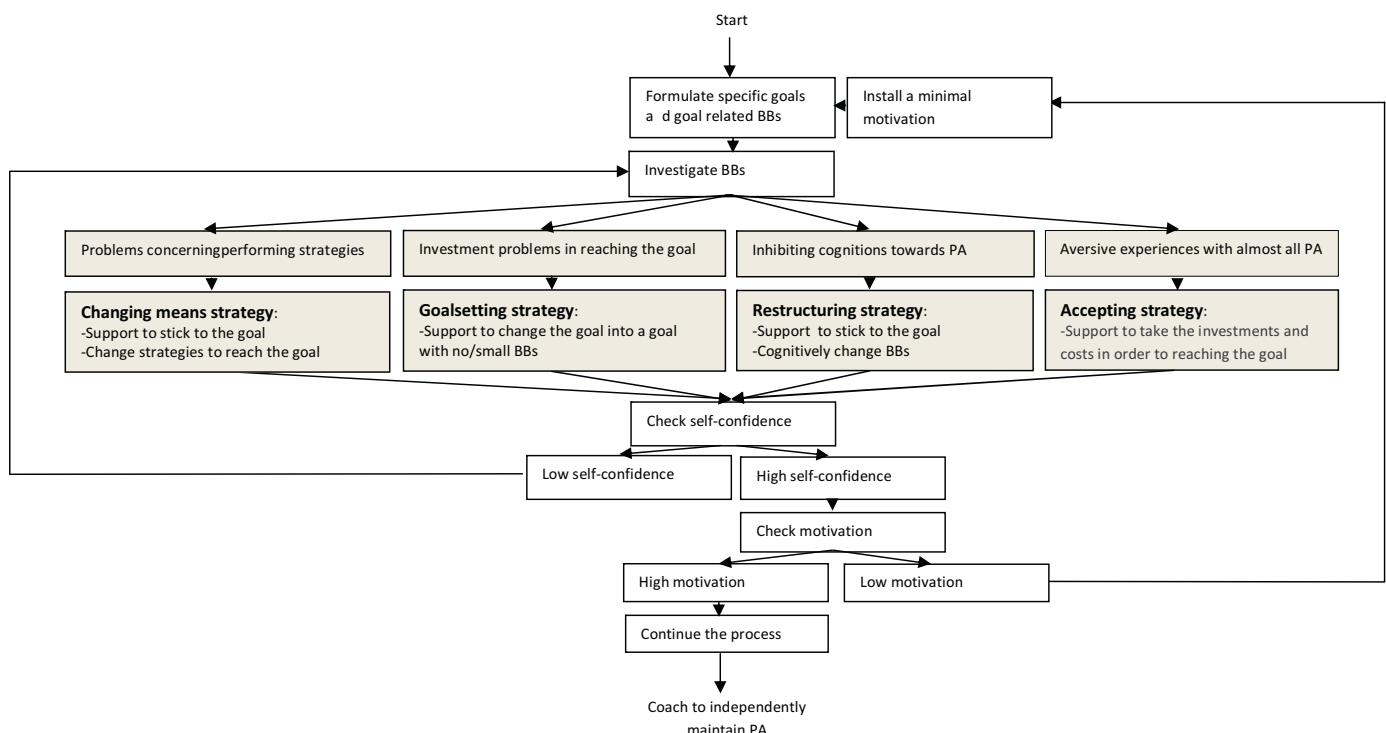 Start
Formulate specific goals
a d goal related BBs
Install a minimal
motivation
Investigate BBs
Problems concerningperforming strategies
Investment problems in reaching the goal
Inhibiting cognitions towards PA
Aversive experiences with almost all PA
Changing means strategy:
-Support to stick to the goal
-Change strategies to reach the goal
Goalsetting strategy:
-Support to change the goal into a goal
with no/small BBs
Restructuring strategy:
-Support to stick to the goal
-Cognitively change BBs
Accepting strategy:
-Support to take the investments and
costs in order to reaching the goal
Check self-confidence
Low self-confidence
High self-confidence
Check motivation
High motivation
Low motivation
Continue the process
Coach to independently
maintain PA